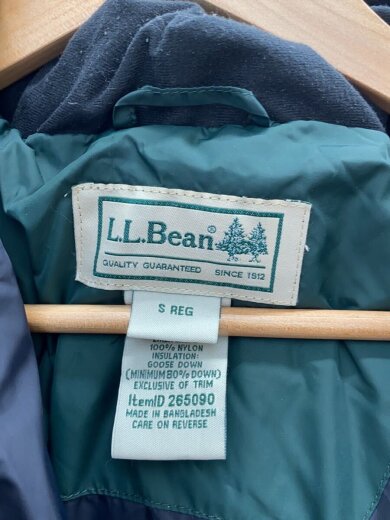 L.L.Bean®
QUALITY GUARANTEED SINCE 1912
S REG
100% NYLON
INSULATION:
GOOSE DOWN
(MINIMUM 80% DOWN)
EXCLUSIVE OF TRIM
ItemID 265090
MADE IN BANGLADESH
CARE ON REVERSE